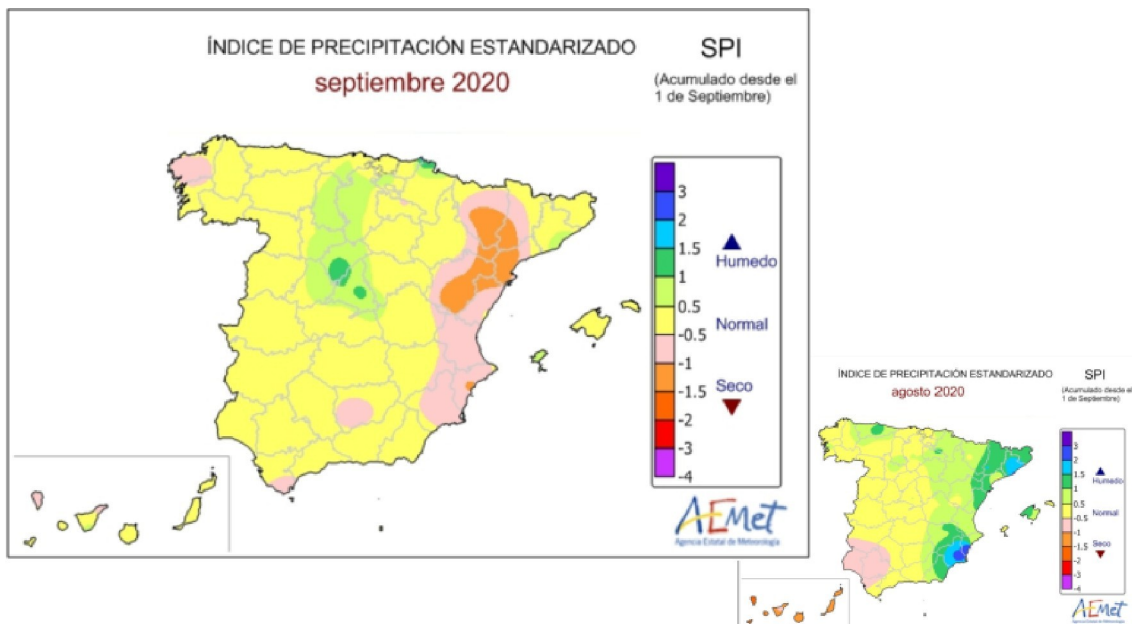 ÍNDICE DE PRECIPITACIÓN ESTANDARIZADO
septiembre 2020
SPI
(Acumulado desde el
1 de Septiembre)
3
2
1.5
1
0.5
-0.5
-1
-1.5
-2
-3
-4
Humedo
Normal
Seco
AEMet
Agencia Estatal de Meteorología
ÍNDICE DE PRECIPITACIÓN ESTANDARIZADO
agosto 2020
SPI
(Acumulado desde el
1 de Septiembre)
3
2
1.5
1
0.5
-0.5
-1
-1.5
-2
-3
-4
Humedo
Normal
Seco
AEMet